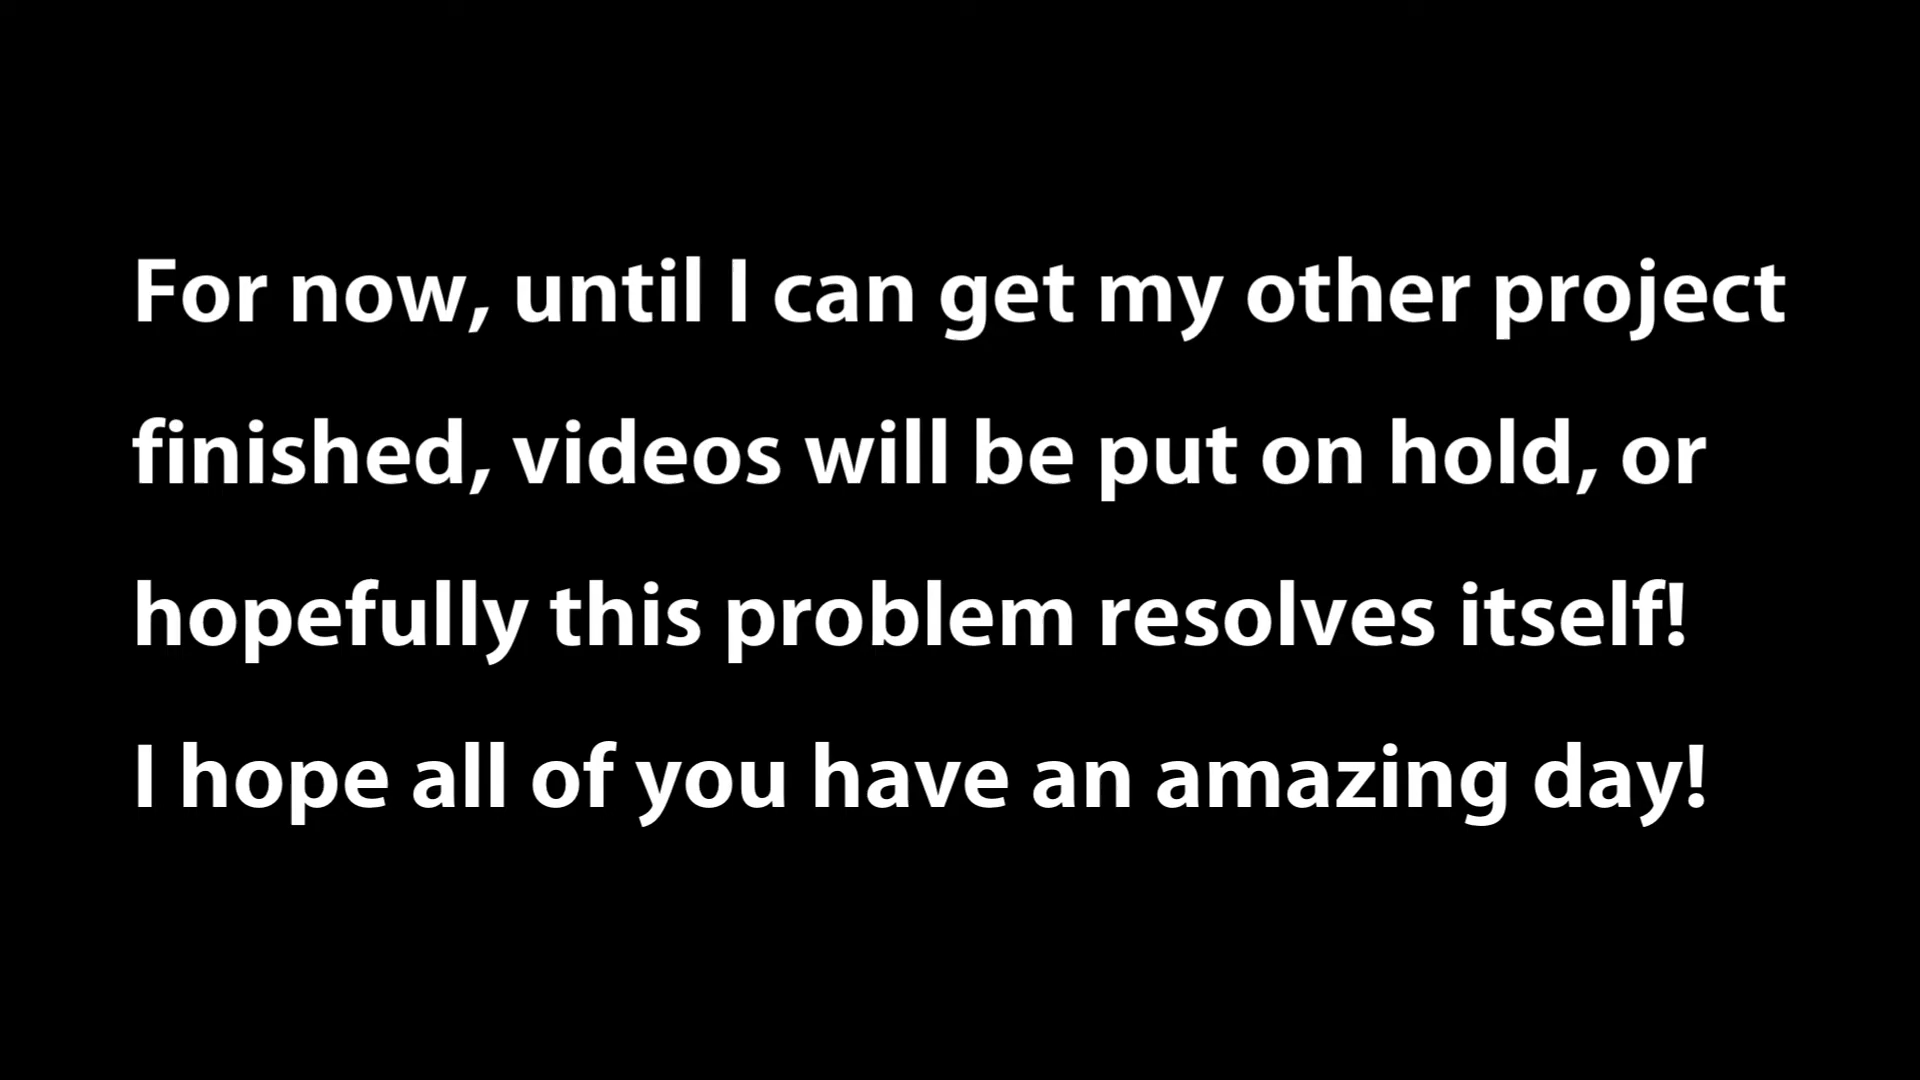 For now, until I can get my other project
finished, videos will be put on hold, or
hopefully this problem resolves itself!
I hope all of you have an amazing day!